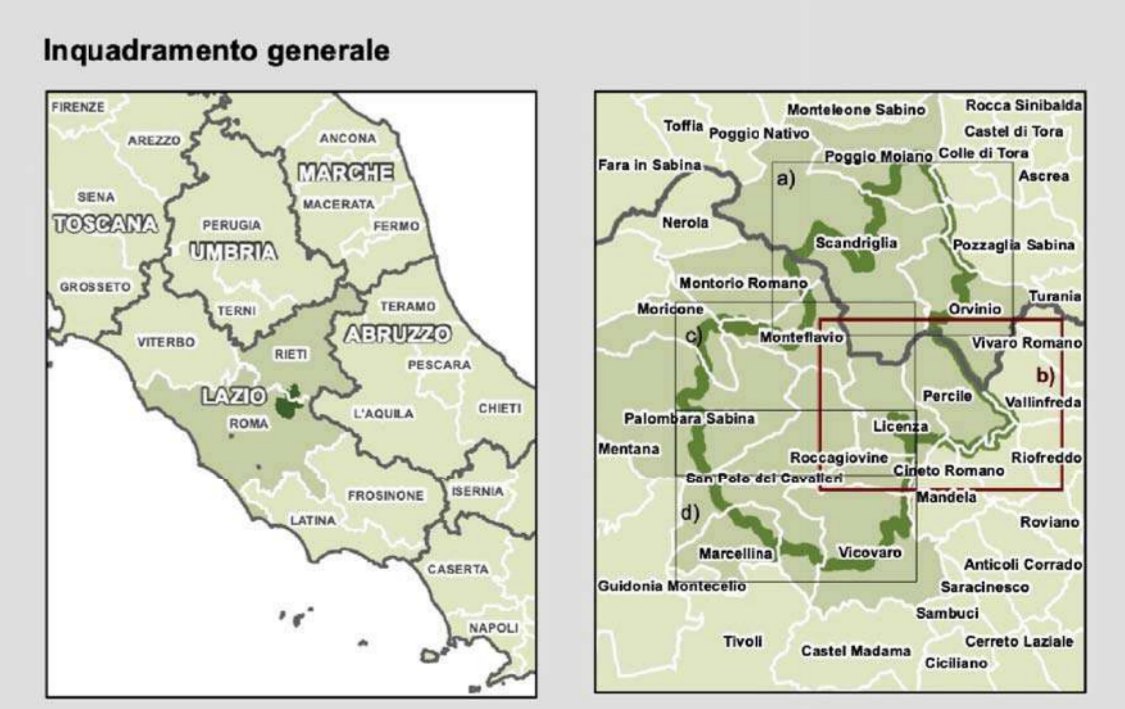 Inquadramento generale
FIRENZE
AREZZO
ANCONA
MARCHE
SIENA
MACERATA
TOSCANA
PERUGIA
FERMO
UMBRIA
GROSSETO
TERNI
TERAMO
ABRUZZO
VITERBO
RIETI
PESCARA
LAZIO
ROMA
L'AQUILA
CHIETI
FROSINONE
ISERNIA
LATINA
CASERTA
NAPOLI
Monteleone Sabino
Rocca Sinibalda
Toffia
Poggio Nativo
Castel di Tora
Fara in Sabina
Poggio Moiano
Colle di Tora
a)
Ascrea
Nerola
Scandriglia
Pozzaglia Sabina
Montorio Romano
Turania
Moricone
Orvinio
c)
Monteflavio
Vivaro Romano
b)
Percile
Vallinfreda
Palombara Sabina
Licenza
Mentana
Roccagiovine
Riofreddo
Cineto Romano
San Polo dei Cavalieri
Mandela
d)
Roviano
Marcellina
Vicovaro
Anticoli Corrado
Guidonia Montecelio
Saracinesco
Sambuci
Tivoli
Castel Madama
Cerreto Laziale
Ciciliano